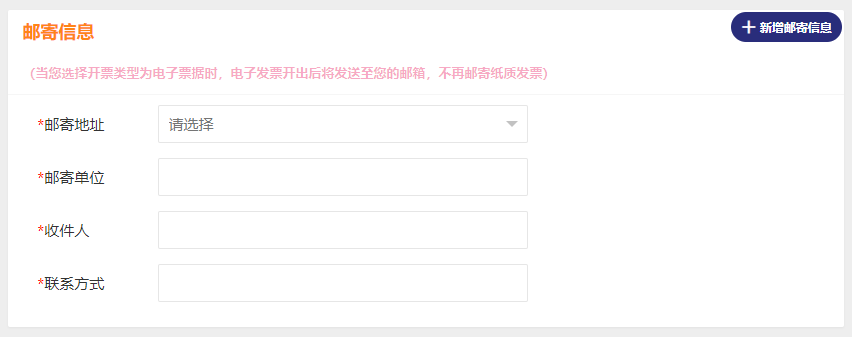 邮寄信息
新增邮寄信息
(当您选择开票类型为电子票据时，电子发票开出后将发送至您的邮箱，不再邮寄纸质发票)
*邮寄地址
请选择
*邮寄单位
*收件人
*联系方式